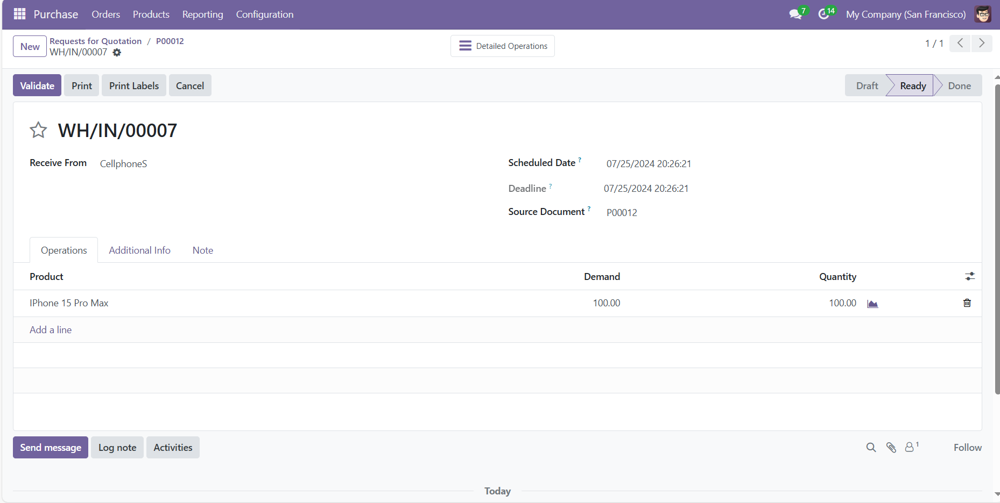 Purchase Orders Products Reporting Configuration 7 14 My Company (San Francisco)
New Requests for Quotation / P00012
WH/IN/00007
Detailed Operations
1 / 1
Validate Print Print Labels Cancel Draft Ready Done
WH/IN/00007
Receive From CellphoneS
Scheduled Date ? 07/25/2024 20:26:21
Deadline ? 07/25/2024 20:26:21
Source Document ? P00012
Operations Additional Info Note
Product Demand Quantity
IPhone 15 Pro Max 100.00 100.00
Add a line
Send message Log note Activities 1 Follow
Today